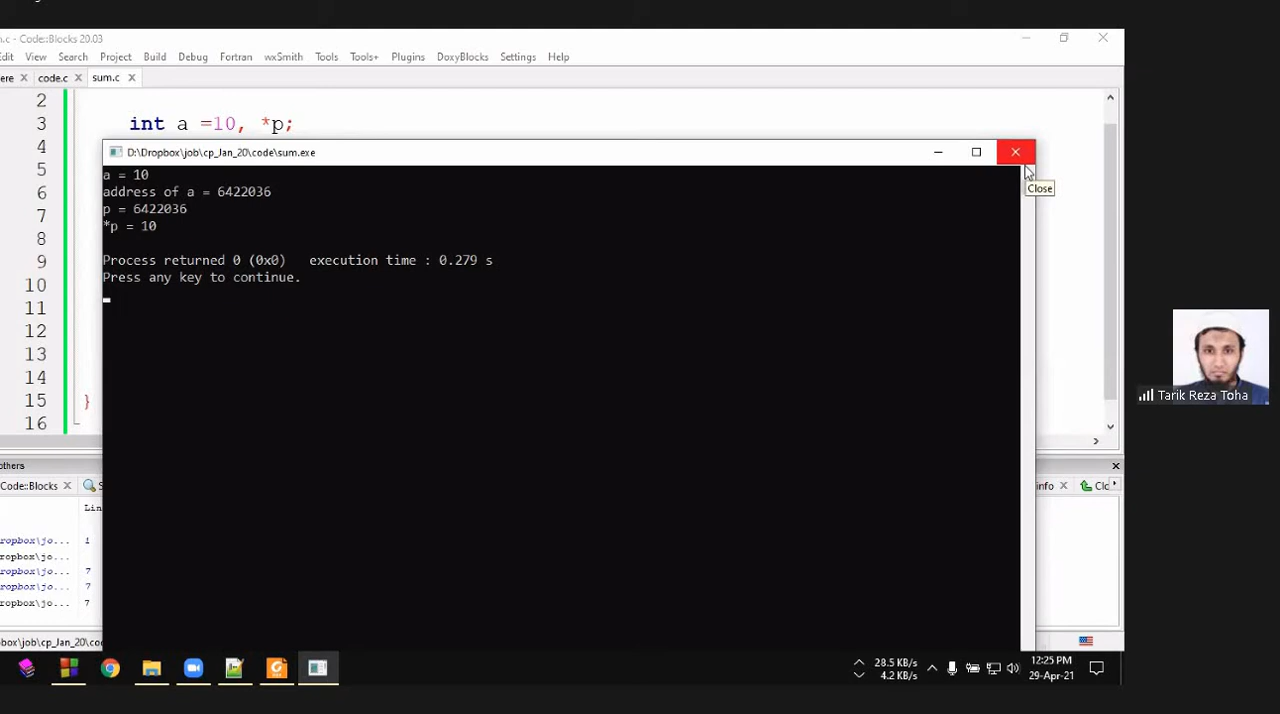 .c - Code::Blocks 20.03
Edit View Search Project Build Debug Fortran wxSmith Tools Tools+ Plugins DoxyBlocks Settings Help
ere code.c sum.c
2
3 int a =10, *p;
4
5
6
7
8
9
10
11
12
13
14
15 }
16
D:\Dropbox\job\cp_Jan_20\code\sum.exe
a = 10
address of a = 6422036
p = 6422036
*p = 10
Process returned 0 (0x0) execution time : 0.279 s
Press any key to continue.
Close
Tarik Reza Toha
others
Code::Blocks S info Clo
Lin
ropbox\jo... 1
ropbox\jo...
ropbox\jo... 7
ropbox\jo... 7
ropbox\jo... 7
box\job\cp_Jan_20\co
28.5 KB/s
4.2 KB/s
12:25 PM
29-Apr-21